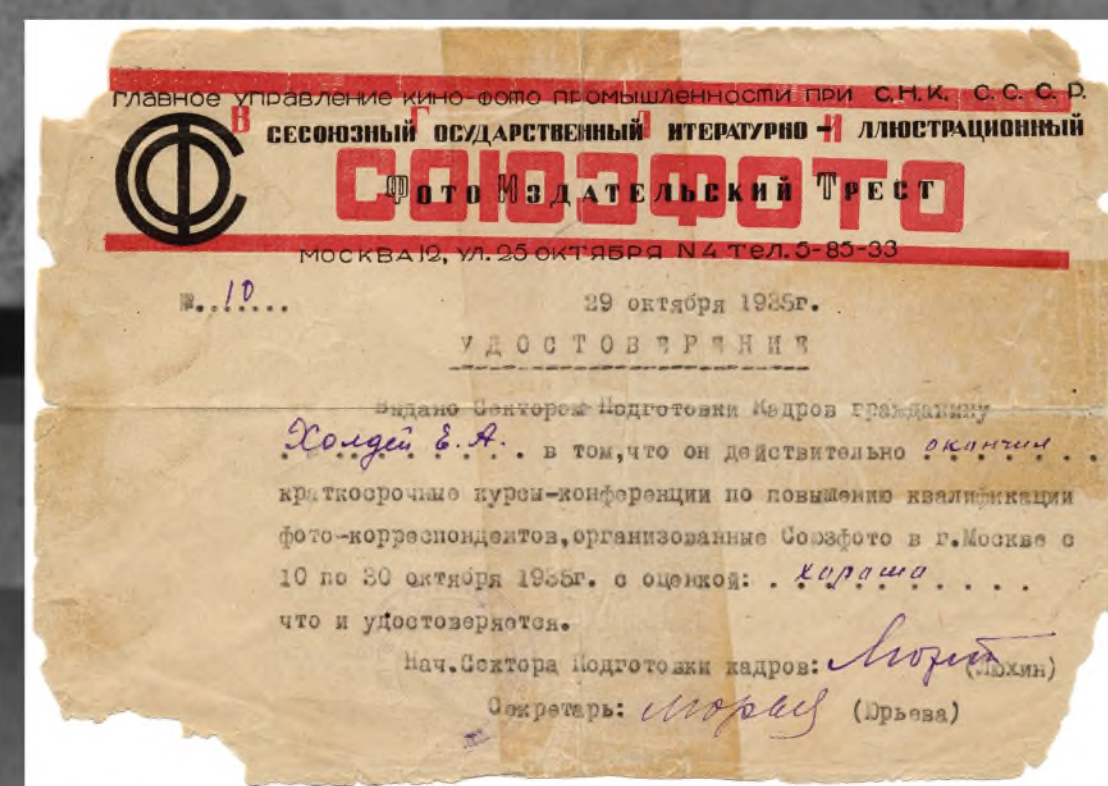 Главное управление кино-фото промышленности при С.Н.К. С.С.С.Р.
Всесоюзный Государственный Литературно-Иллюстрационный
СОЮЗФОТО
Фото Издательский Трест
МОСКВА 12, УЛ. 25 ОКТЯБРЯ N 4 тел. 5-85-33
№. 10
29 октября 1935г.
УДОСТОВЕРЕНИЕ
Выдано Сектором Подготовки Кадров гражданину
Холдей Е.А. в том, что он действительно окончил
краткосрочные курсы-конференции по повышению квалификации
фото-корреспондентов, организованные Союзфото в г.Москве с
10 по 30 октября 1935г. с оценкой: хорошо
что и удостоверяется.
Нач.Сектора Подготовки кадров: (Люхин)
Секретарь: Юрьев (Юрьева)